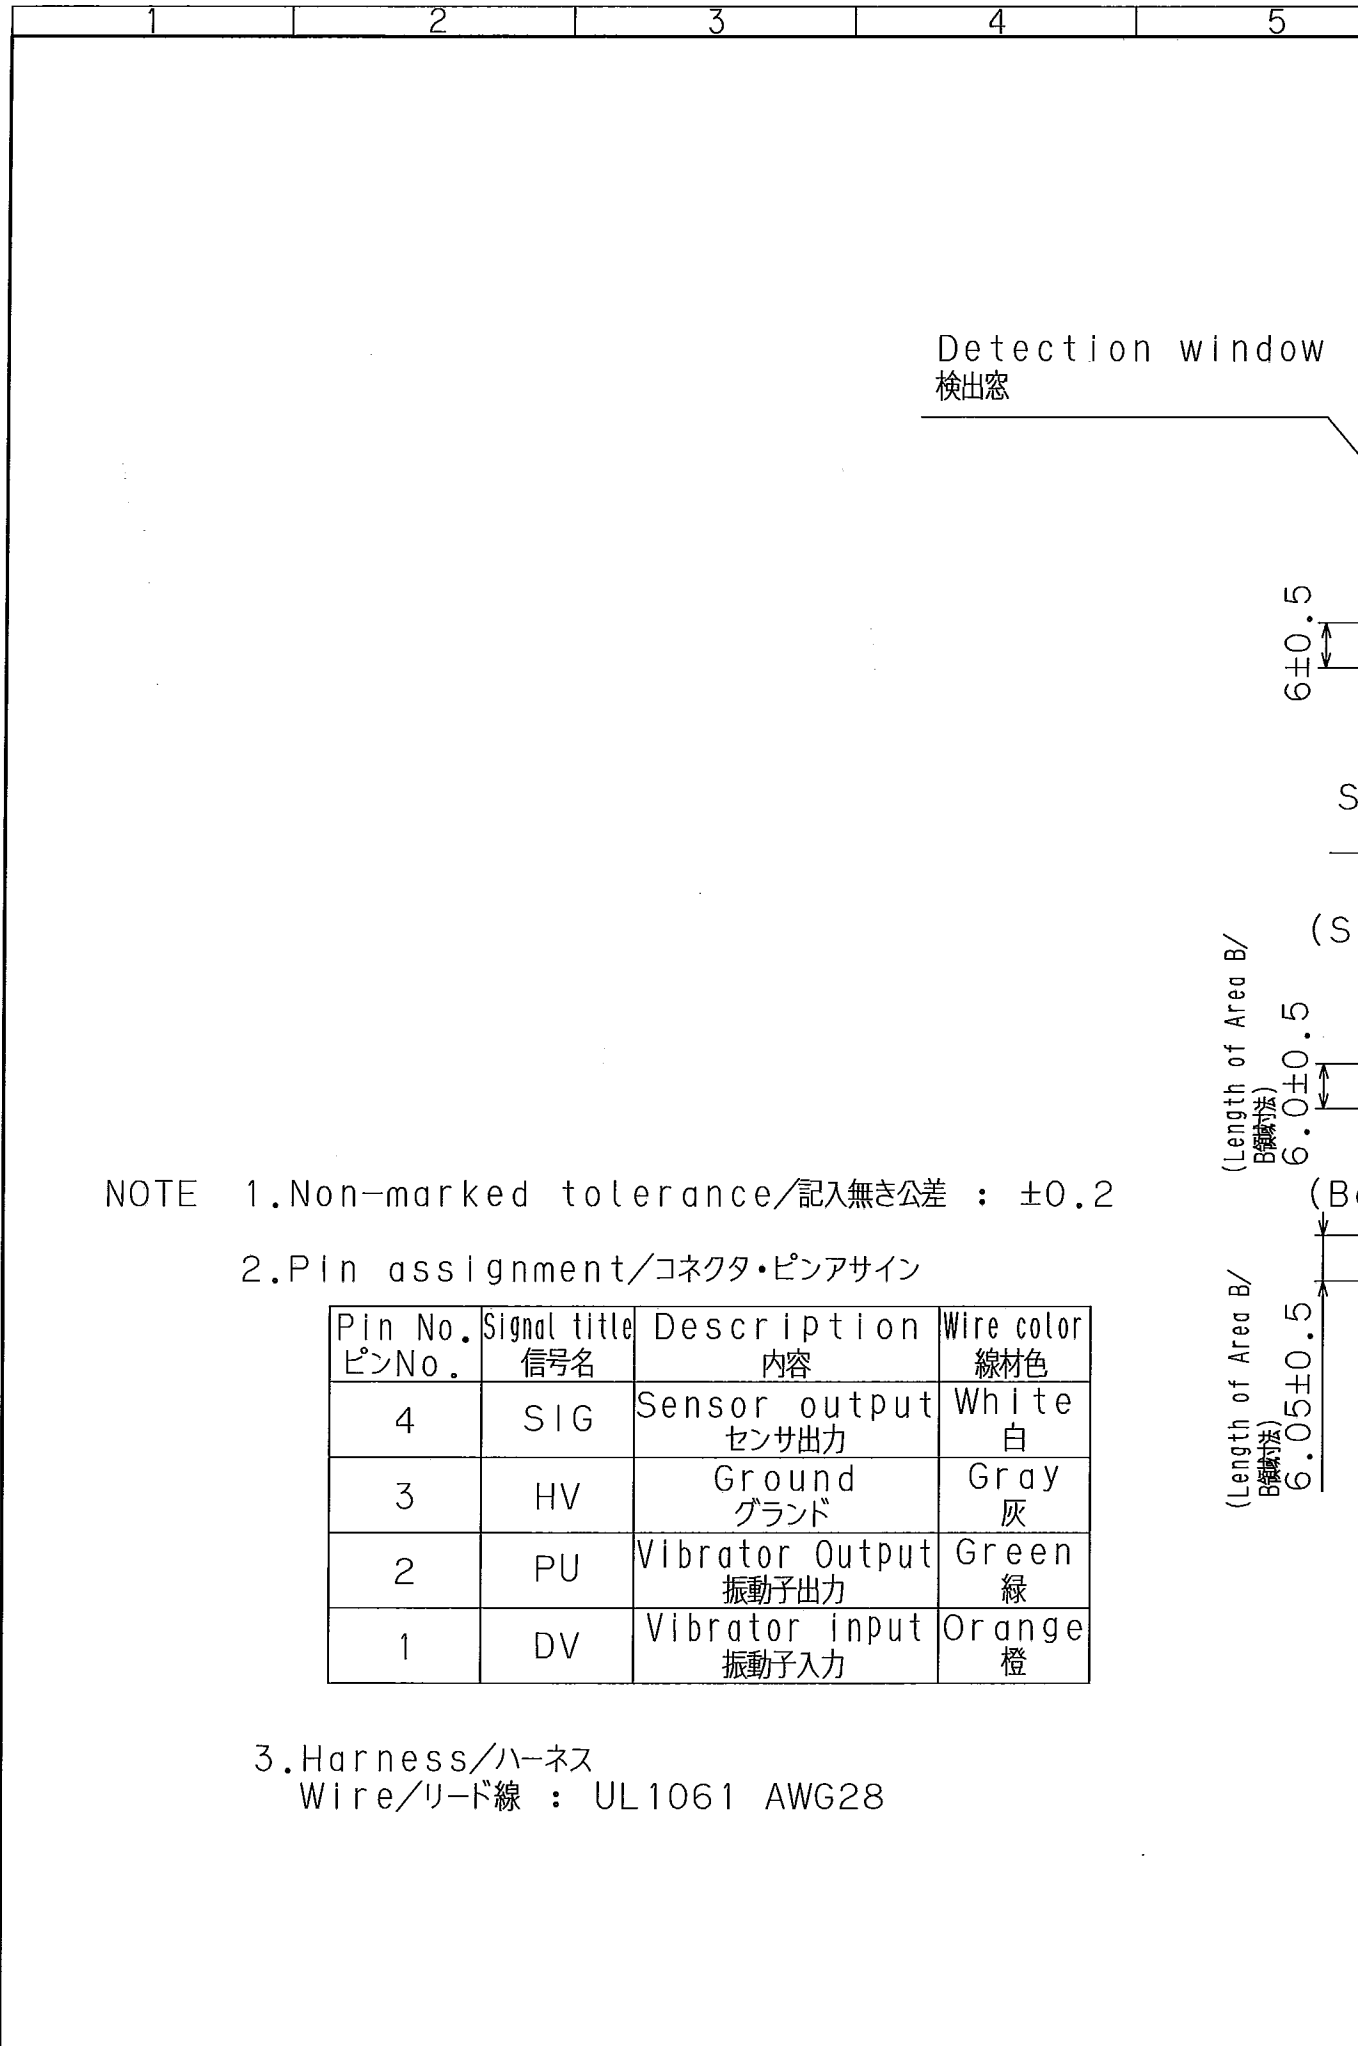 1 2 3 4 5
Detection window
検出窓
6±0.5
S
(S
(Length of Area B/
B領域寸法)
6.0±0.5
NOTE 1.Non-marked tolerance/記入無き公差 : ±0.2
2.Pin assignment/コネクタ・ピンアサイン
Pin No. Signal title Description Wire color
ピンNo. 信号名 内容 線材色
4 SIG Sensor output White
センサ出力 白
3 HV Ground Gray
グランド 灰
2 PU Vibrator Output Green
振動子出力 緑
1 DV Vibrator input Orange
振動子入力 橙
(Length of Area B/
B領域寸法)
6.05±0.5
3.Harness/ハーネス
Wire/リード線 : UL1061 AWG28